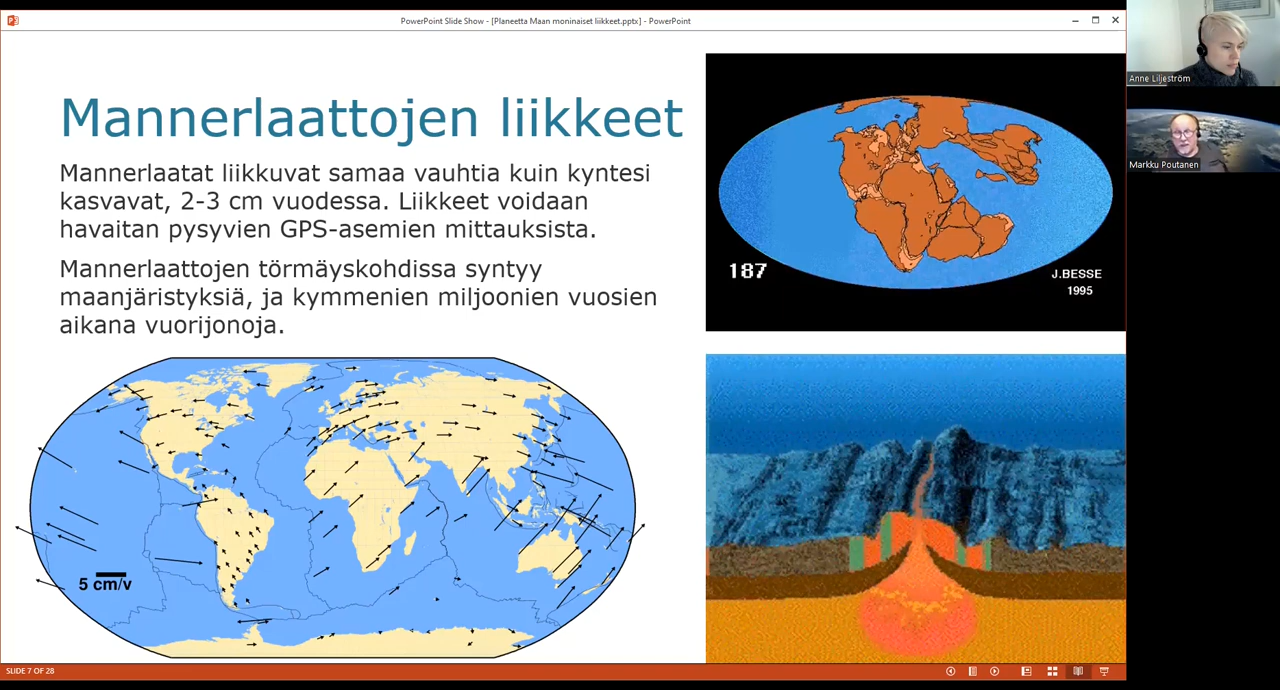 PowerPoint Slide Show - [Planeetta Maan moninaiset liikkeet.pptx] - PowerPoint
Mannerlaattojen liikkeet
Mannerlaatat liikkuvat samaa vauhtia kuin kyntesi
kasvavat, 2-3 cm vuodessa. Liikkeet voidaan
havaitan pysyvien GPS-asemien mittauksista.
Mannerlaattojen törmäyskohdissa syntyy
maanjäristyksiä, ja kymmenien miljoonien vuosien
aikana vuorijonoja.
5 cm/v
187
J.BESSE
1995
Anne Liljeström
Markku Poutanen
SLIDE 7 OF 28